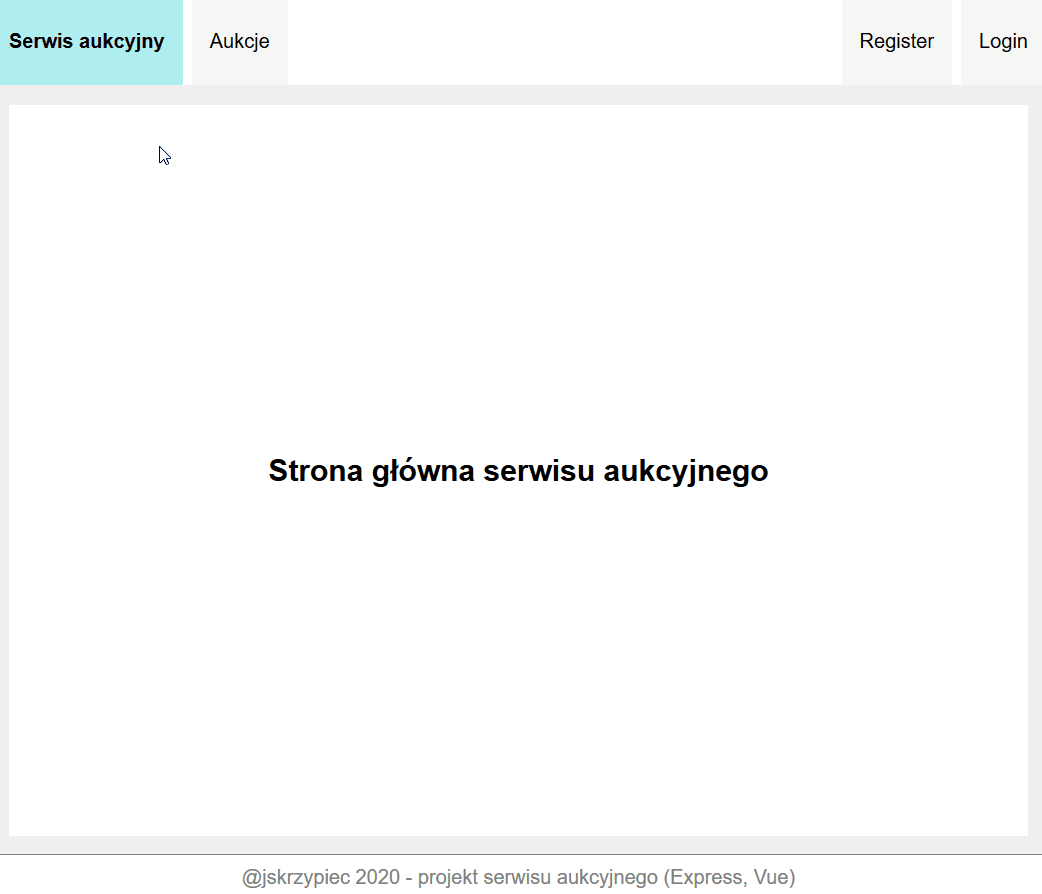 Serwis aukcyjny Aukcje Register Login
Strona główna serwisu aukcyjnego
@jskrzypiec 2020 - projekt serwisu aukcyjnego (Express, Vue)